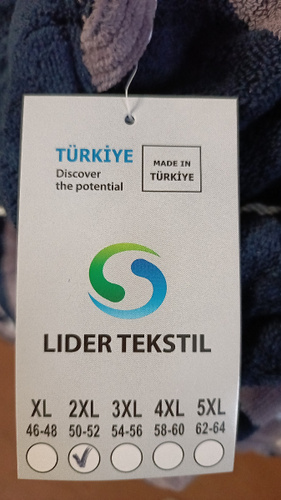 TÜRKİYE
Discover
the potential
MADE IN
TÜRKİYE
LIDER TEKSTIL
XL 2XL 3XL 4XL 5XL
46-48 50-52 54-56 58-60 62-64